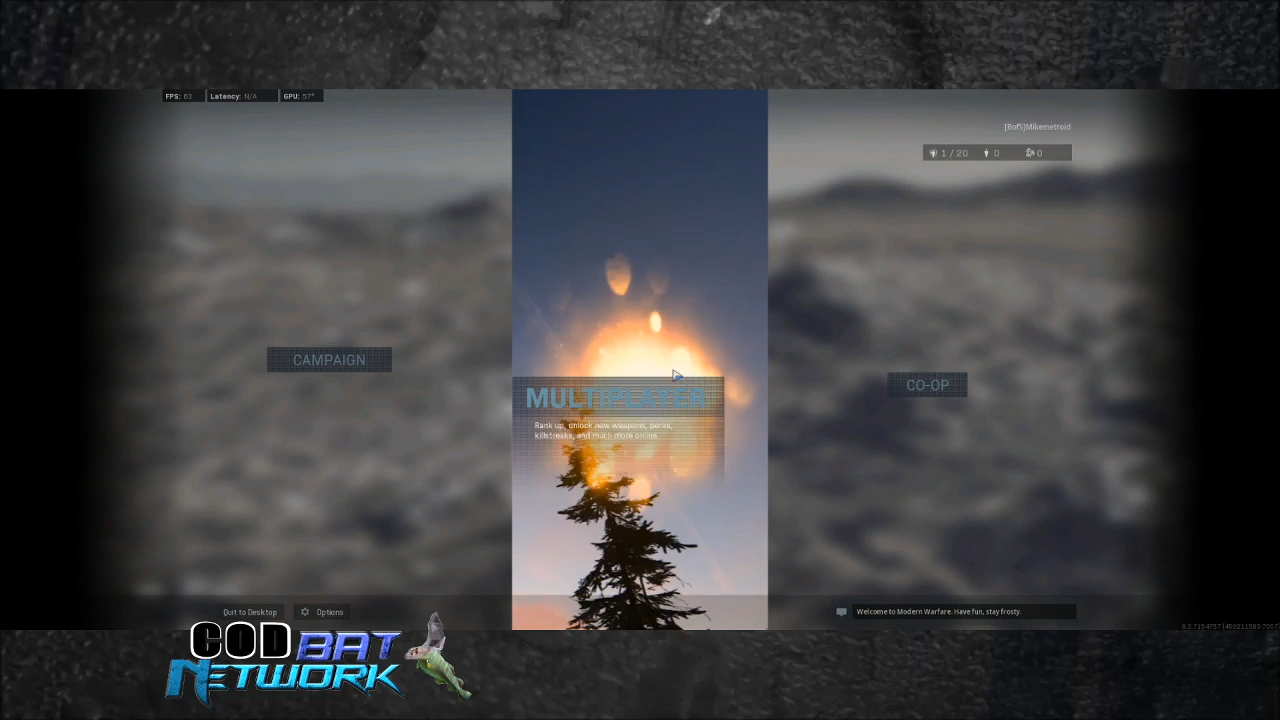 FPS: 63 Latency: N/A GPU: 57°
[BofS]Mikemetroid
1 / 20 0 0
CAMPAIGN
MULTIPLAYER
Rank up, unlock new weapons, perks,
killstreaks, and much more online.
CO-OP
Quit to Desktop Options
Welcome to Modern Warfare. Have fun, stay frosty.
COD BAT
NETWORK